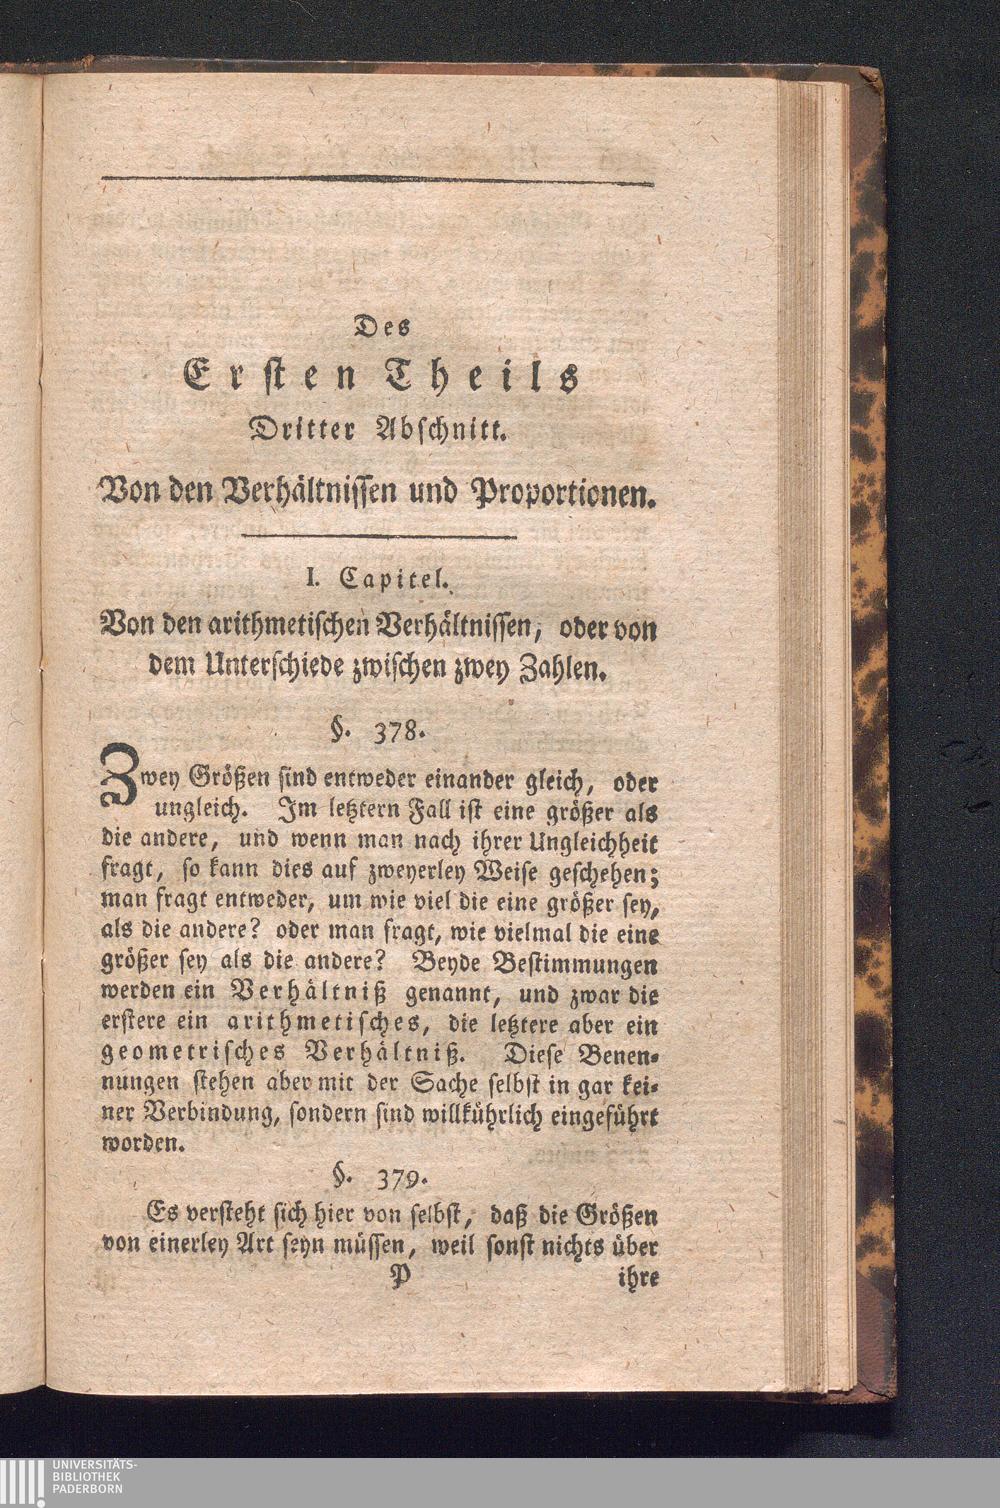 Des
Ersten Theils
Dritter Abschnitt.
Von den Verhältnissen und Proportionen.
I. Capitel.
Von den arithmetischen Verhältnissen, oder von
dem Unterschiede zwischen zwey Zahlen.
§. 378.
Zwey Größen sind entweder einander gleich, oder
ungleich. Im letztern Fall ist eine größer als
die andere, und wenn man nach ihrer Ungleichheit
fragt, so kann dies auf zweyerley Weise geschehen;
man fragt entweder, um wie viel die eine größer sey,
als die andere? oder man fragt, wie vielmal die eine
größer sey als die andere? Beyde Bestimmungen
werden ein Verhältniß genannt, und zwar die
erstere ein arithmetisches, die letztere aber ein
geometrisches Verhältniß. Diese Benen-
nungen stehen aber mit der Sache selbst in gar kei-
ner Verbindung, sondern sind willkührlich eingeführt
worden.
§. 379.
Es versteht sich hier von selbst, daß die Größen
von einerley Art seyn müssen, weil sonst nichts über
P ihre
UNIVERSITÄTS-
BIBLIOTHEK
PADERBORN